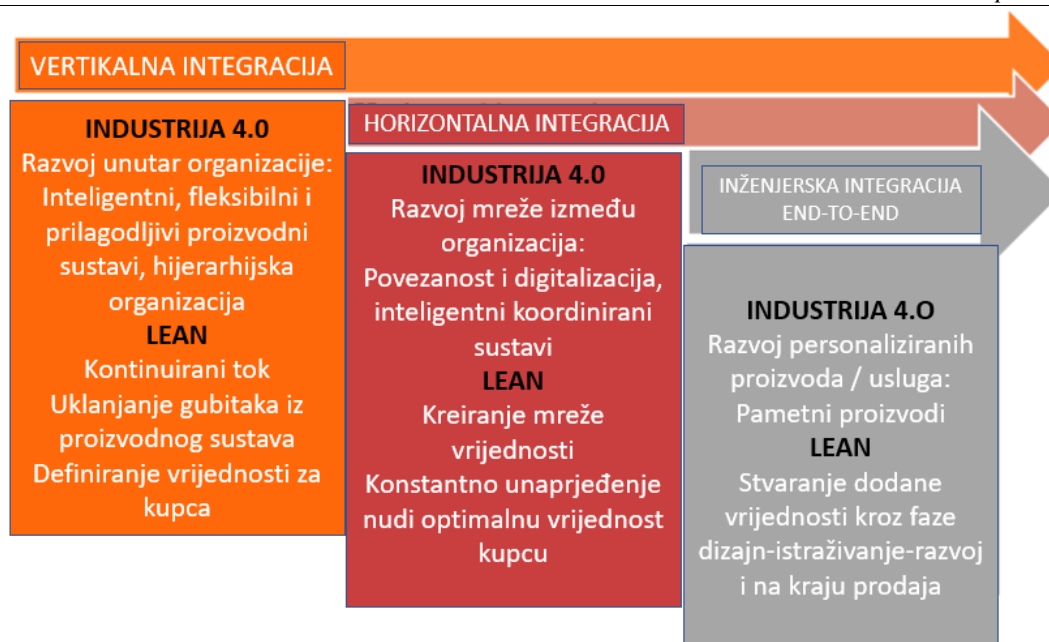 VERTIKALNA INTEGRACIJA
INDUSTRIJA 4.0
Razvoj unutar organizacije:
Inteligentni, fleksibilni i
prilagodljivi proizvodni
sustavi, hijerarhijska
organizacija
LEAN
Kontinuirani tok
Uklanjanje gubitaka iz
proizvodnog sustava
Definiranje vrijednosti za
kupca
HORIZONTALNA INTEGRACIJA
INDUSTRIJA 4.0
Razvoj mreže između
organizacija:
Povezanost i digitalizacija,
inteligentni koordinirani
sustavi
LEAN
Kreiranje mreže
vrijednosti
Konstantno unaprjeđenje
nudi optimalnu vrijednost
kupcu
INŽENJERSKA INTEGRACIJA
END-TO-END
INDUSTRIJA 4.O
Razvoj personaliziranih
proizvoda / usluga:
Pametni proizvodi
LEAN
Stvaranje dodane
vrijednosti kroz faze
dizajn-istraživanje-razvoj
i na kraju prodaja